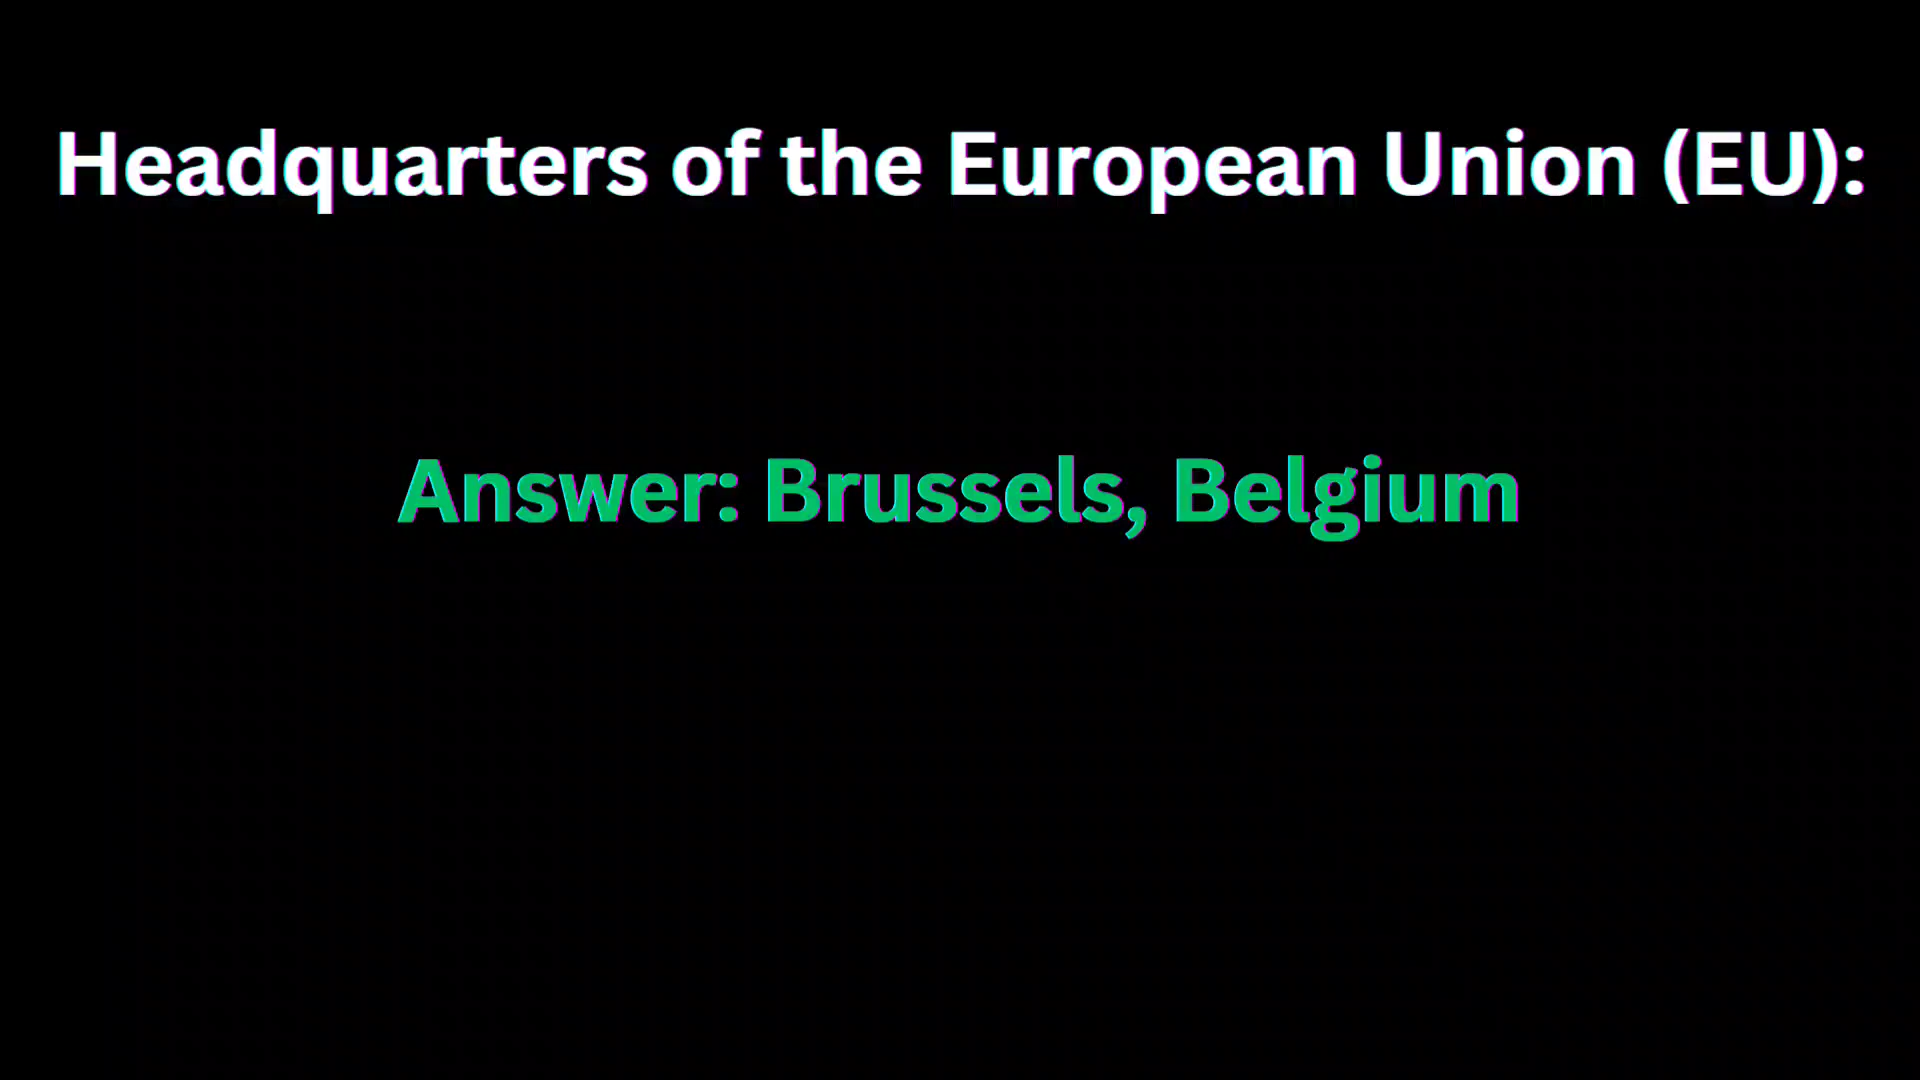 Headquarters of the European Union (EU):
Answer: Brussels, Belgium